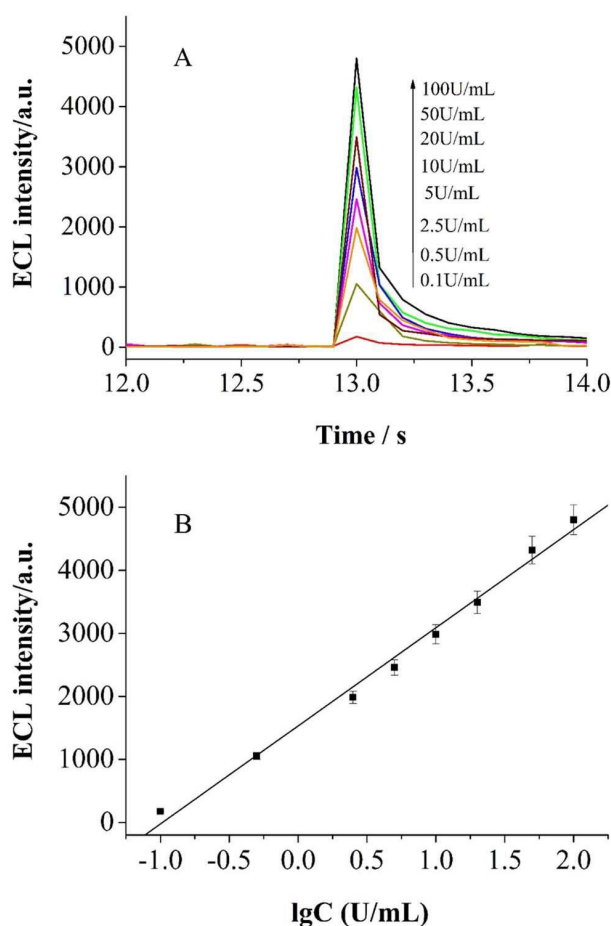 A
5000
4000
3000
2000
1000
0
ECL intensity/a.u.
100U/mL
50U/mL
20U/mL
10U/mL
5U/mL
2.5U/mL
0.5U/mL
0.1U/mL
12.0 12.5 13.0 13.5 14.0
Time / s
B
5000
4000
3000
2000
1000
0
ECL intensity/a.u.
-1.0 -0.5 0.0 0.5 1.0 1.5 2.0
lgC (U/mL)